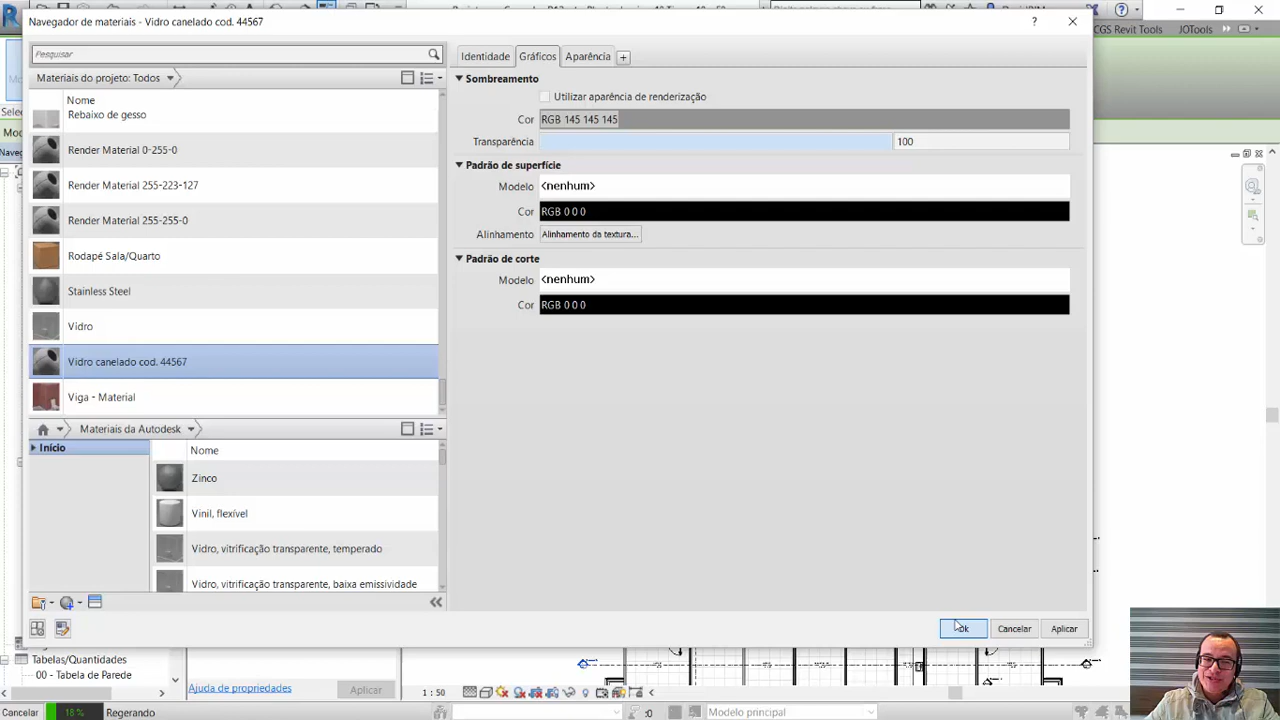 Navegador de materiais - Vidro canelado cod. 44567
?
CGS Revit Tools
JOTools
Pesquisar
Materiais do projeto: Todos
Nome
Rebaixo de gesso
Render Material 0-255-0
Render Material 255-223-127
Render Material 255-255-0
Rodapé Sala/Quarto
Stainless Steel
Vidro
Vidro canelado cod. 44567
Viga - Material
Materiais da Autodesk
Início
Nome
Zinco
Vinil, flexível
Vidro, vitrificação transparente, temperado
Vidro, vitrificação transparente, baixa emissividade
Identidade
Gráficos
Aparência
Sombreamento
Utilizar aparência de renderização
Cor RGB 145 145 145
Transparência 100
Padrão de superfície
Modelo <nenhum>
Cor RGB 0 0 0
Alinhamento Alinhamento da textura...
Padrão de corte
Modelo <nenhum>
Cor RGB 0 0 0
Ok
Cancelar
Aplicar
Tabelas/Quantidades
00 - Tabela de Parede
Ajuda de propriedades
Aplicar
1 : 50
Cancelar
18%
Regerando
:0
Modelo principal